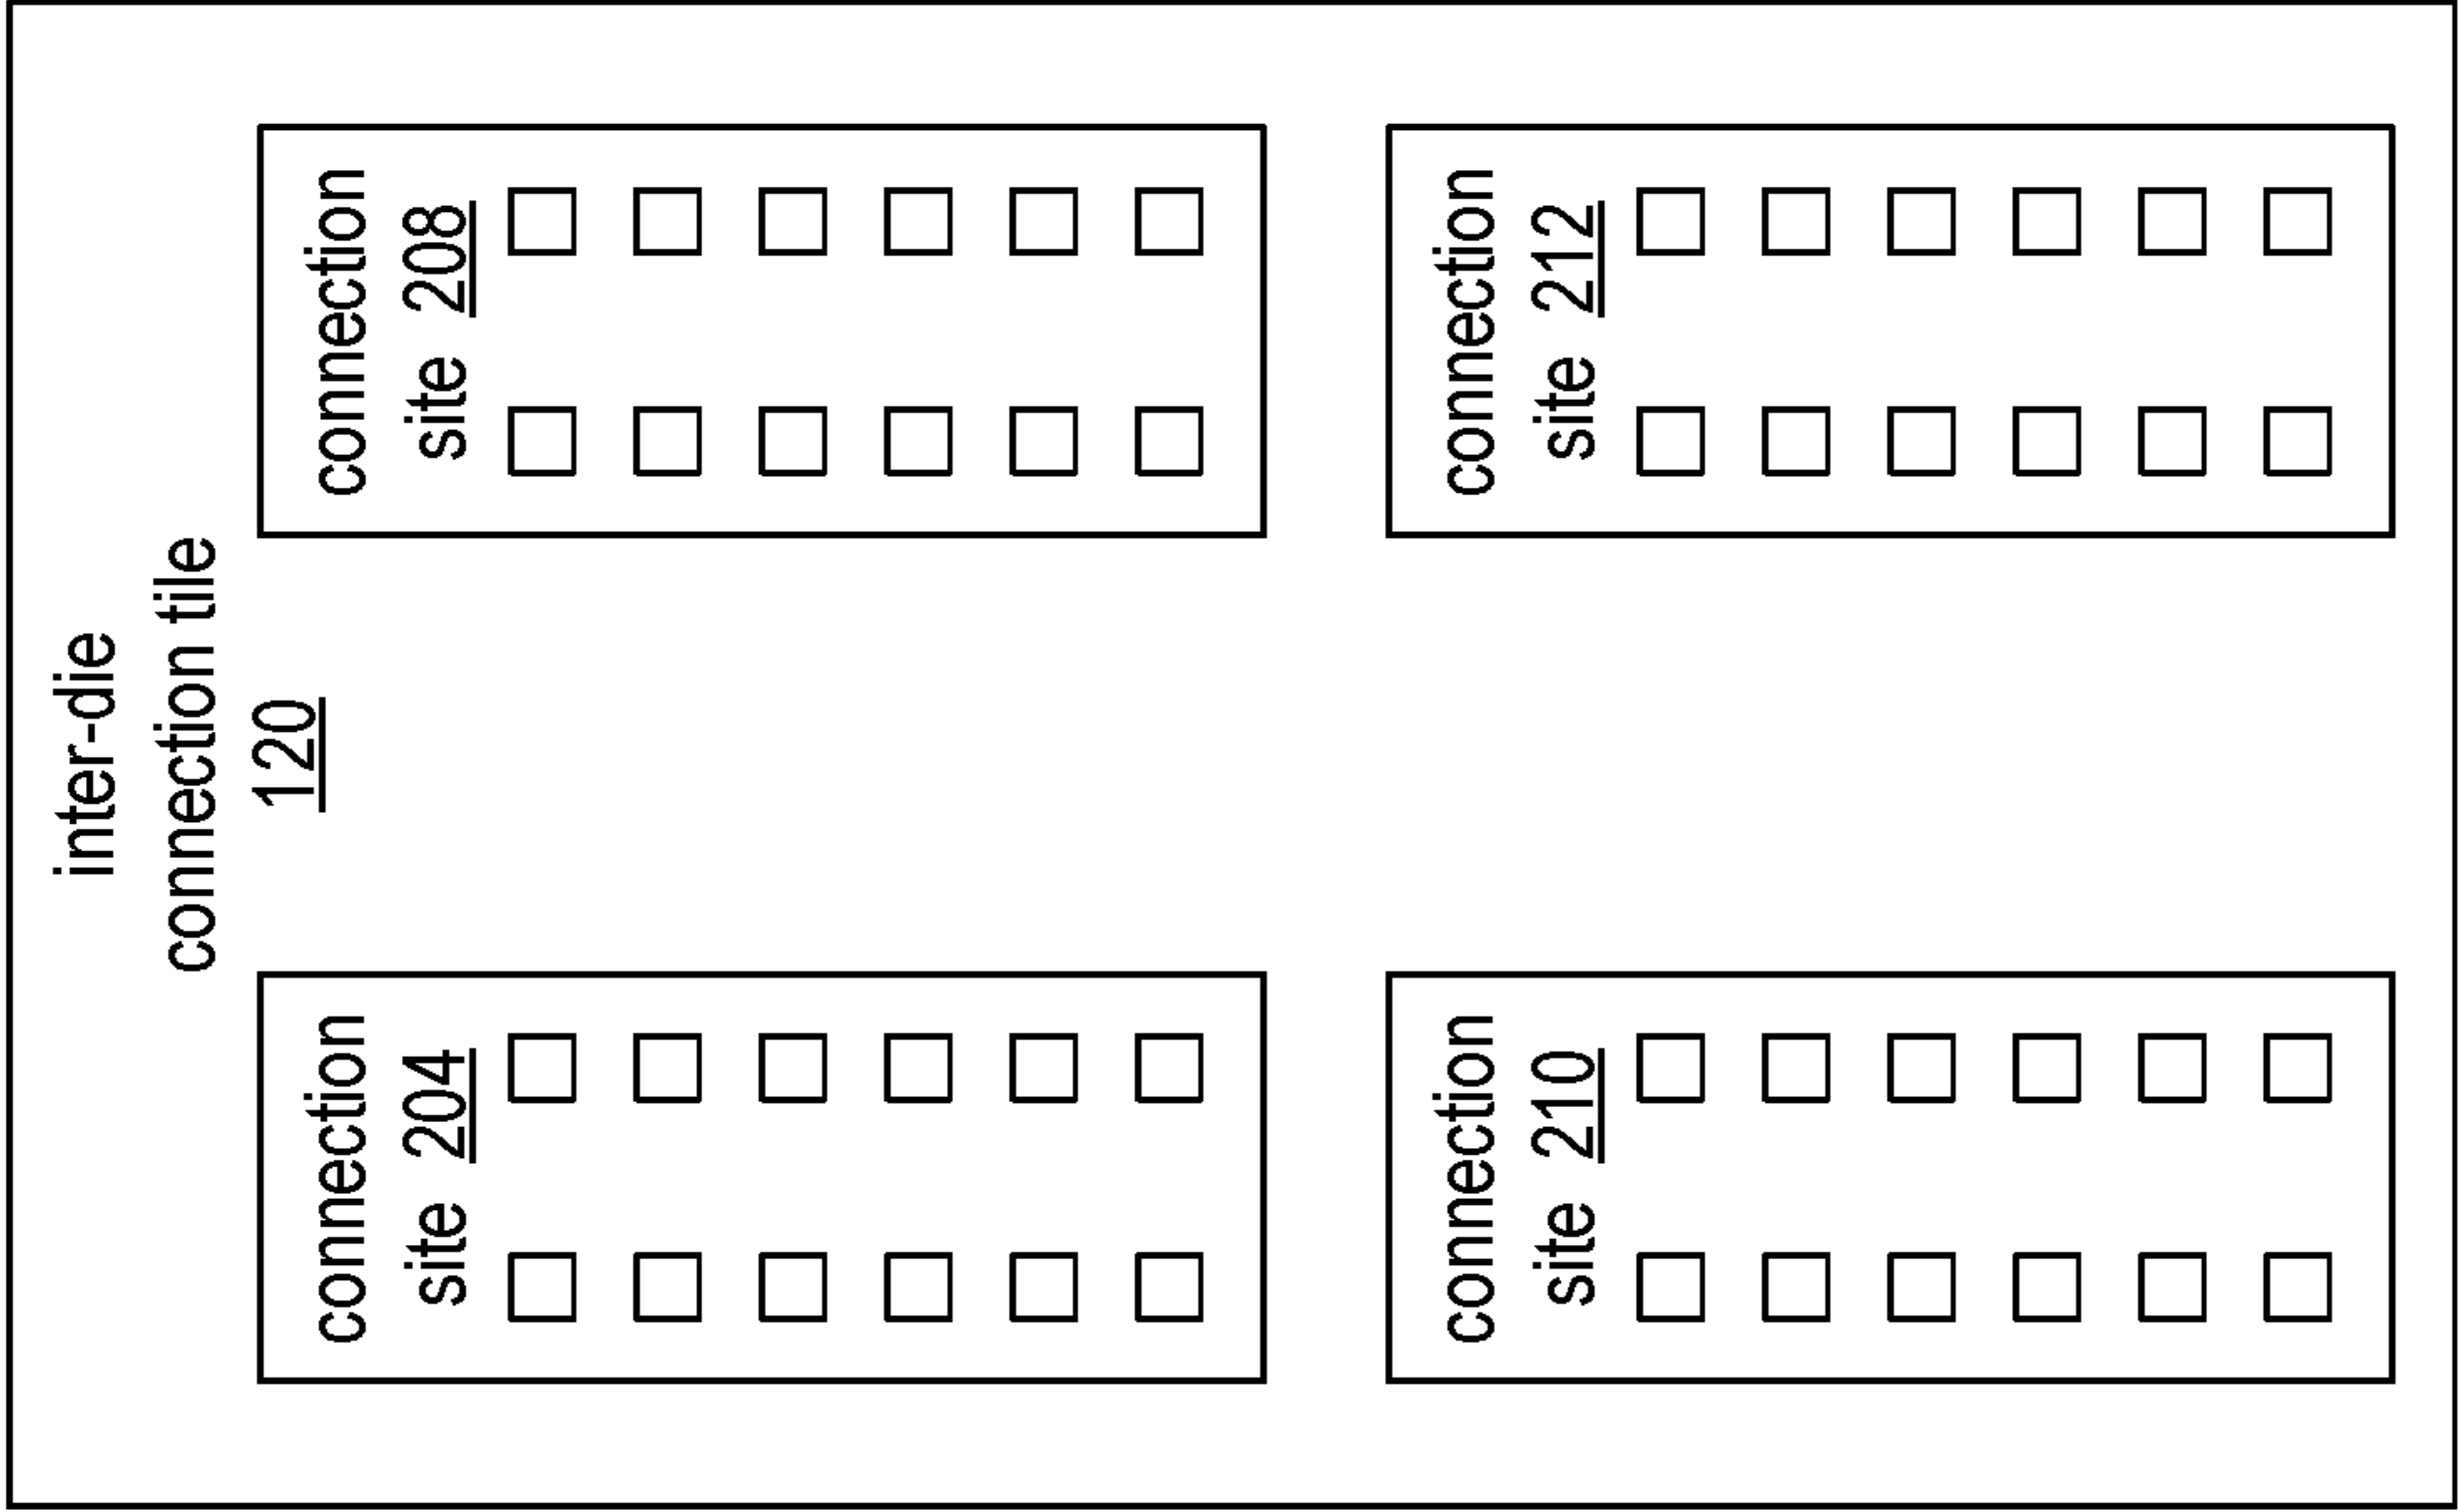 inter-die
connection tile
120
connection
site 204
connection
site 208
connection
site 210
connection
site 212